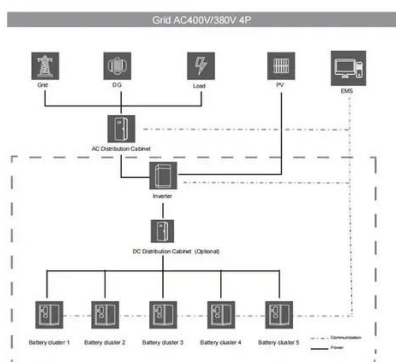 Grid AC400V/380V 4P
Grid
DG
Load
PV
EMS
AC Distribution Cabinet
Inverter
DC Distribution Cabinet (Optional)
Battery cluster 1
Battery cluster 2
Battery cluster 3
Battery cluster 4
Battery cluster 5
Communication
Power